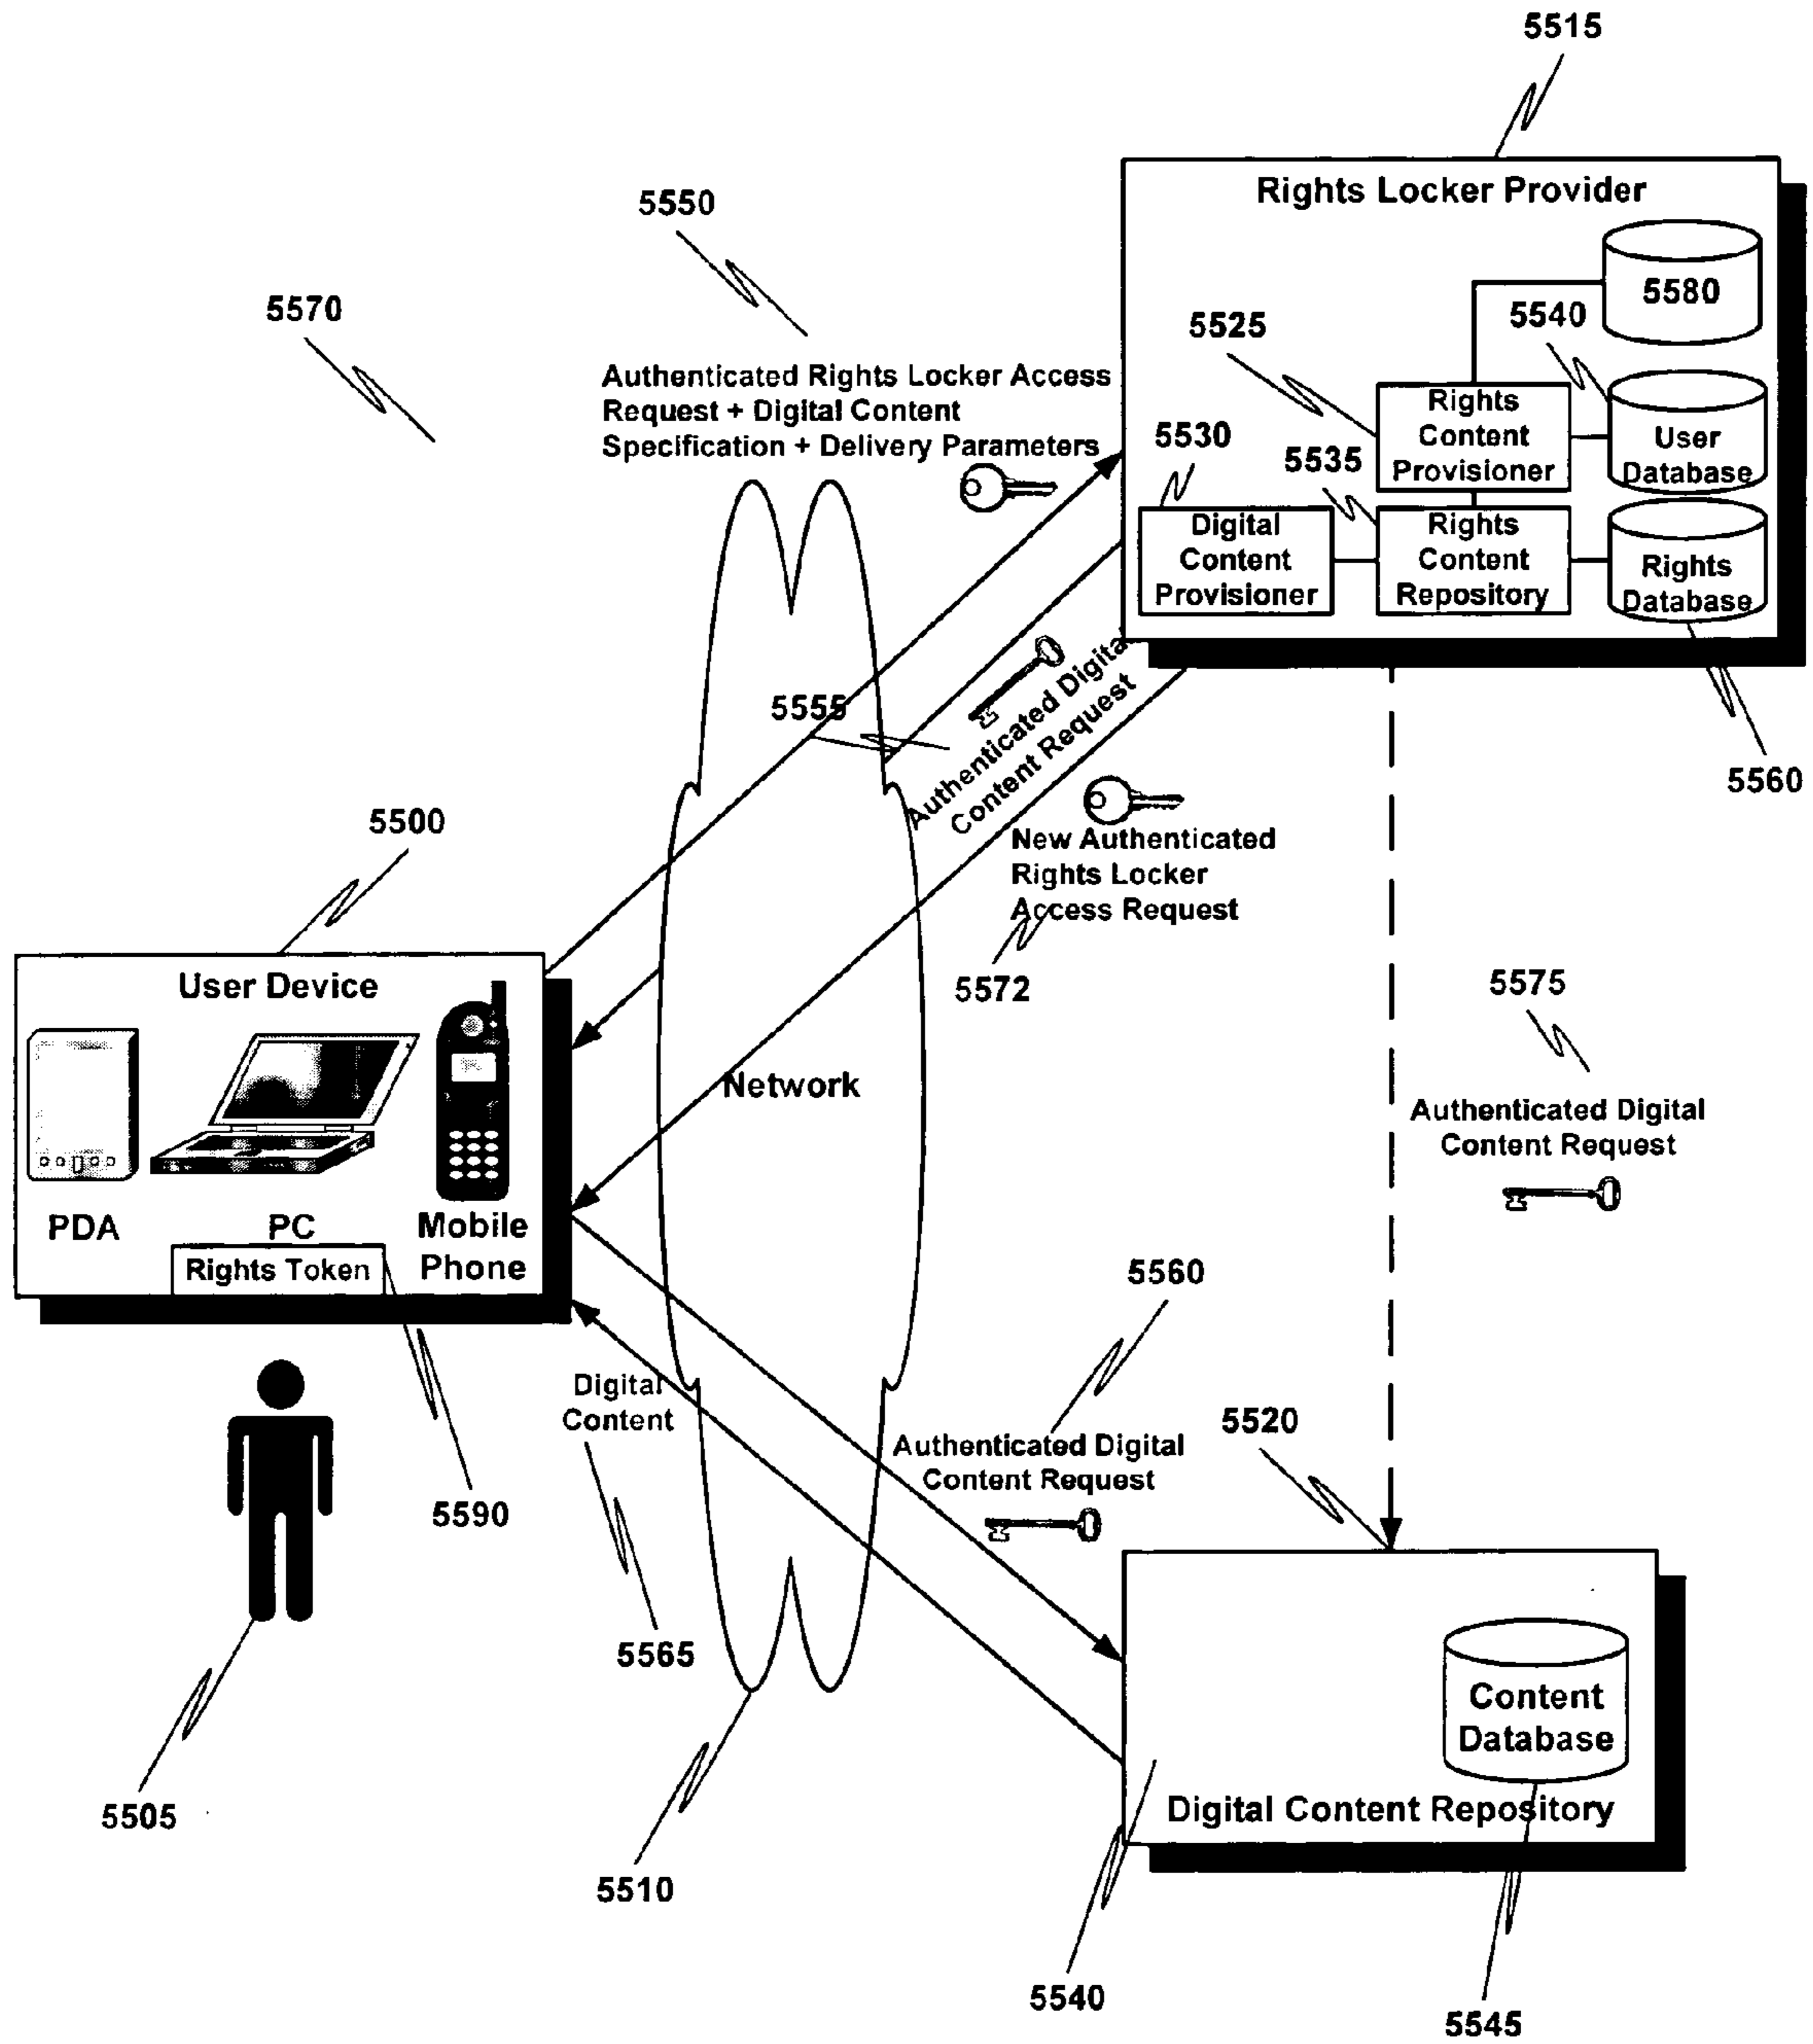 5515
Rights Locker Provider
5550
5570
5580
5540
5525
Authenticated Rights Locker Access
Request + Digital Content
Specification + Delivery Parameters
5530
5535
Rights
Content
Provisioner
User
Database
Digital
Content
Provisioner
Rights
Content
Repository
Rights
Database
5555
Authenticated Digital
Content Request
5560
5500
New Authenticated
Rights Locker
Access Request
5572
5575
User Device
Network
Authenticated Digital
Content Request
PDA
PC
Mobile
Phone
Rights Token
5560
Digital
Content
5520
Authenticated Digital
Content Request
5590
5565
Content
Database
Digital Content Repository
5505
5510
5540
5545